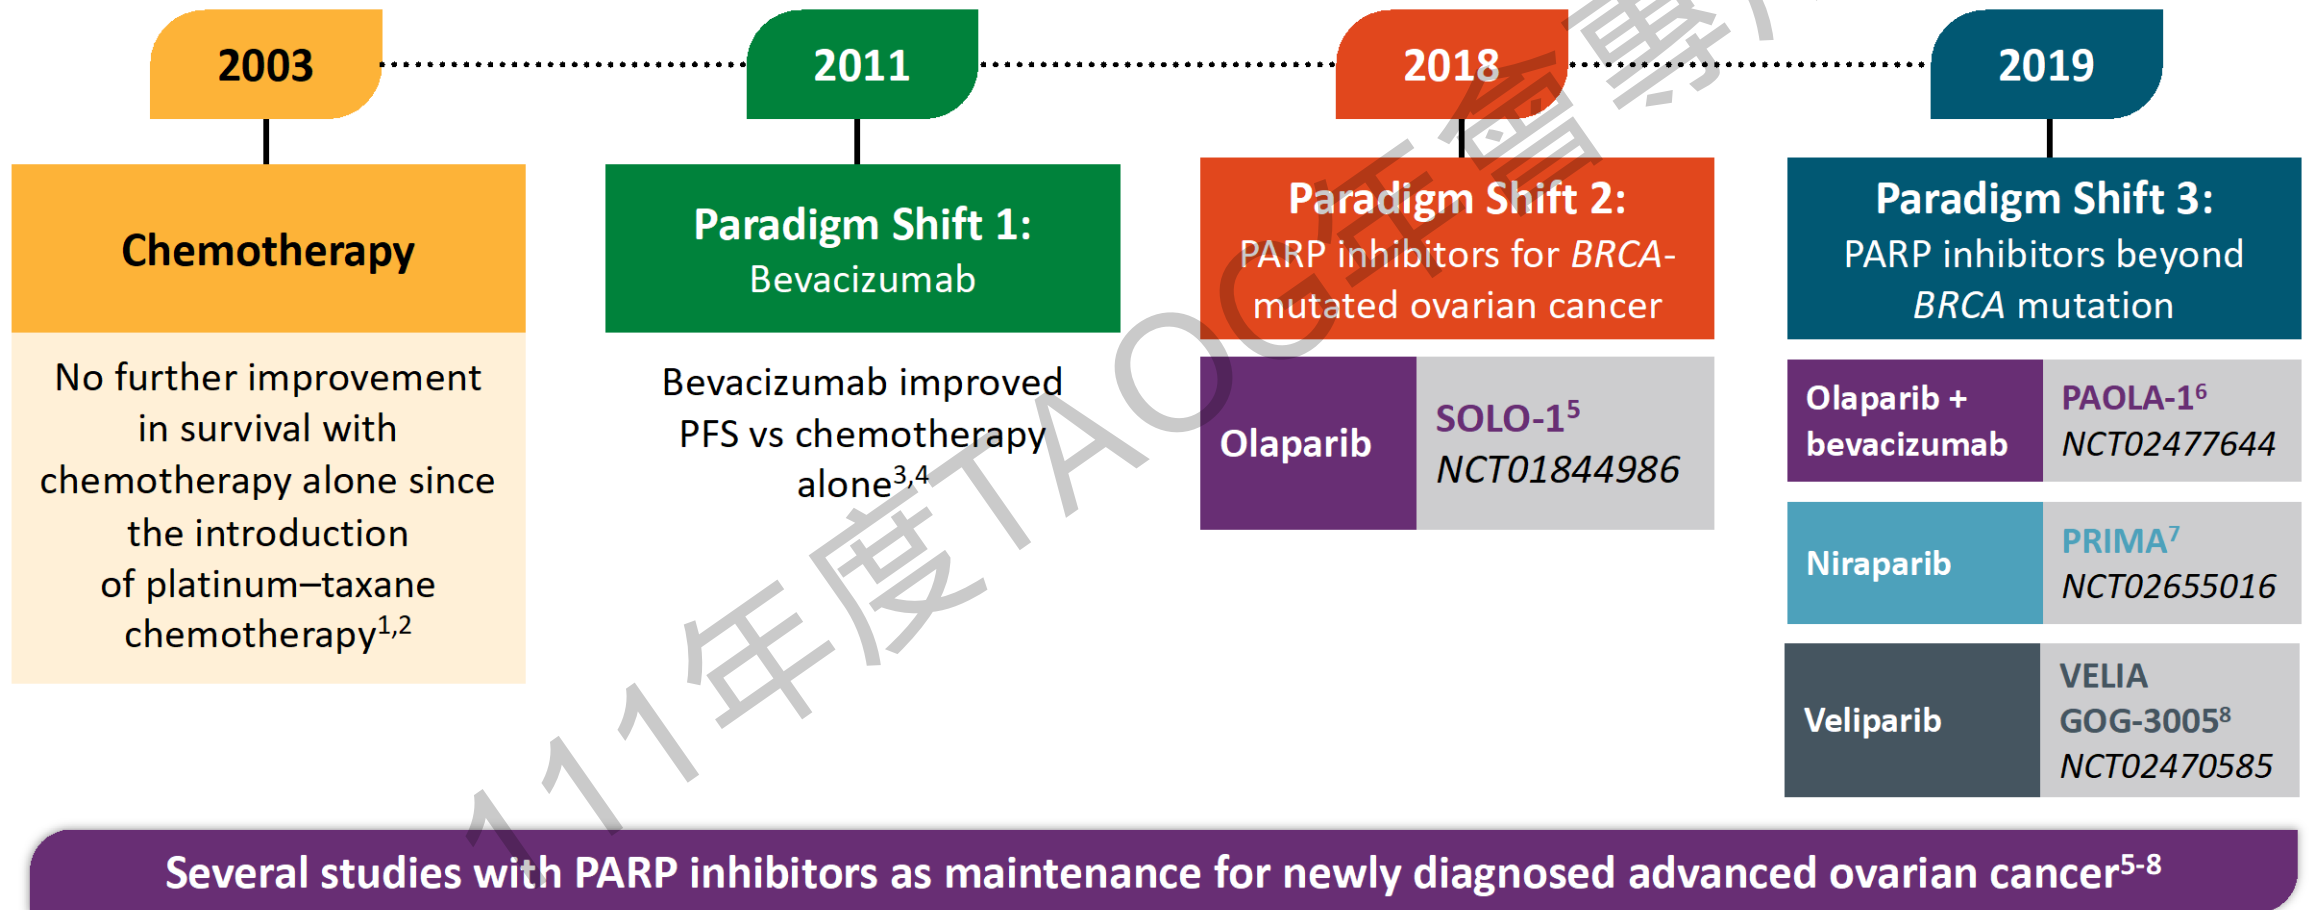 2003
Chemotherapy
No further improvement
in survival with
chemotherapy alone since
the introduction
of platinum–taxane
chemotherapy1,2
2011
Paradigm Shift 1:
Bevacizumab
Bevacizumab improved
PFS vs chemotherapy
alone3,4
2018
Paradigm Shift 2:
PARP inhibitors for BRCA-
mutated ovarian cancer
Olaparib
SOLO-15
NCT01844986
2019
Paradigm Shift 3:
PARP inhibitors beyond
BRCA mutation
Olaparib +
bevacizumab
PAOLA-16
NCT02477644
Niraparib
PRIMA7
NCT02655016
Veliparib
VELIA
GOG-30058
NCT02470585
Several studies with PARP inhibitors as maintenance for newly diagnosed advanced ovarian cancer5-8
111年度TAOG年會專